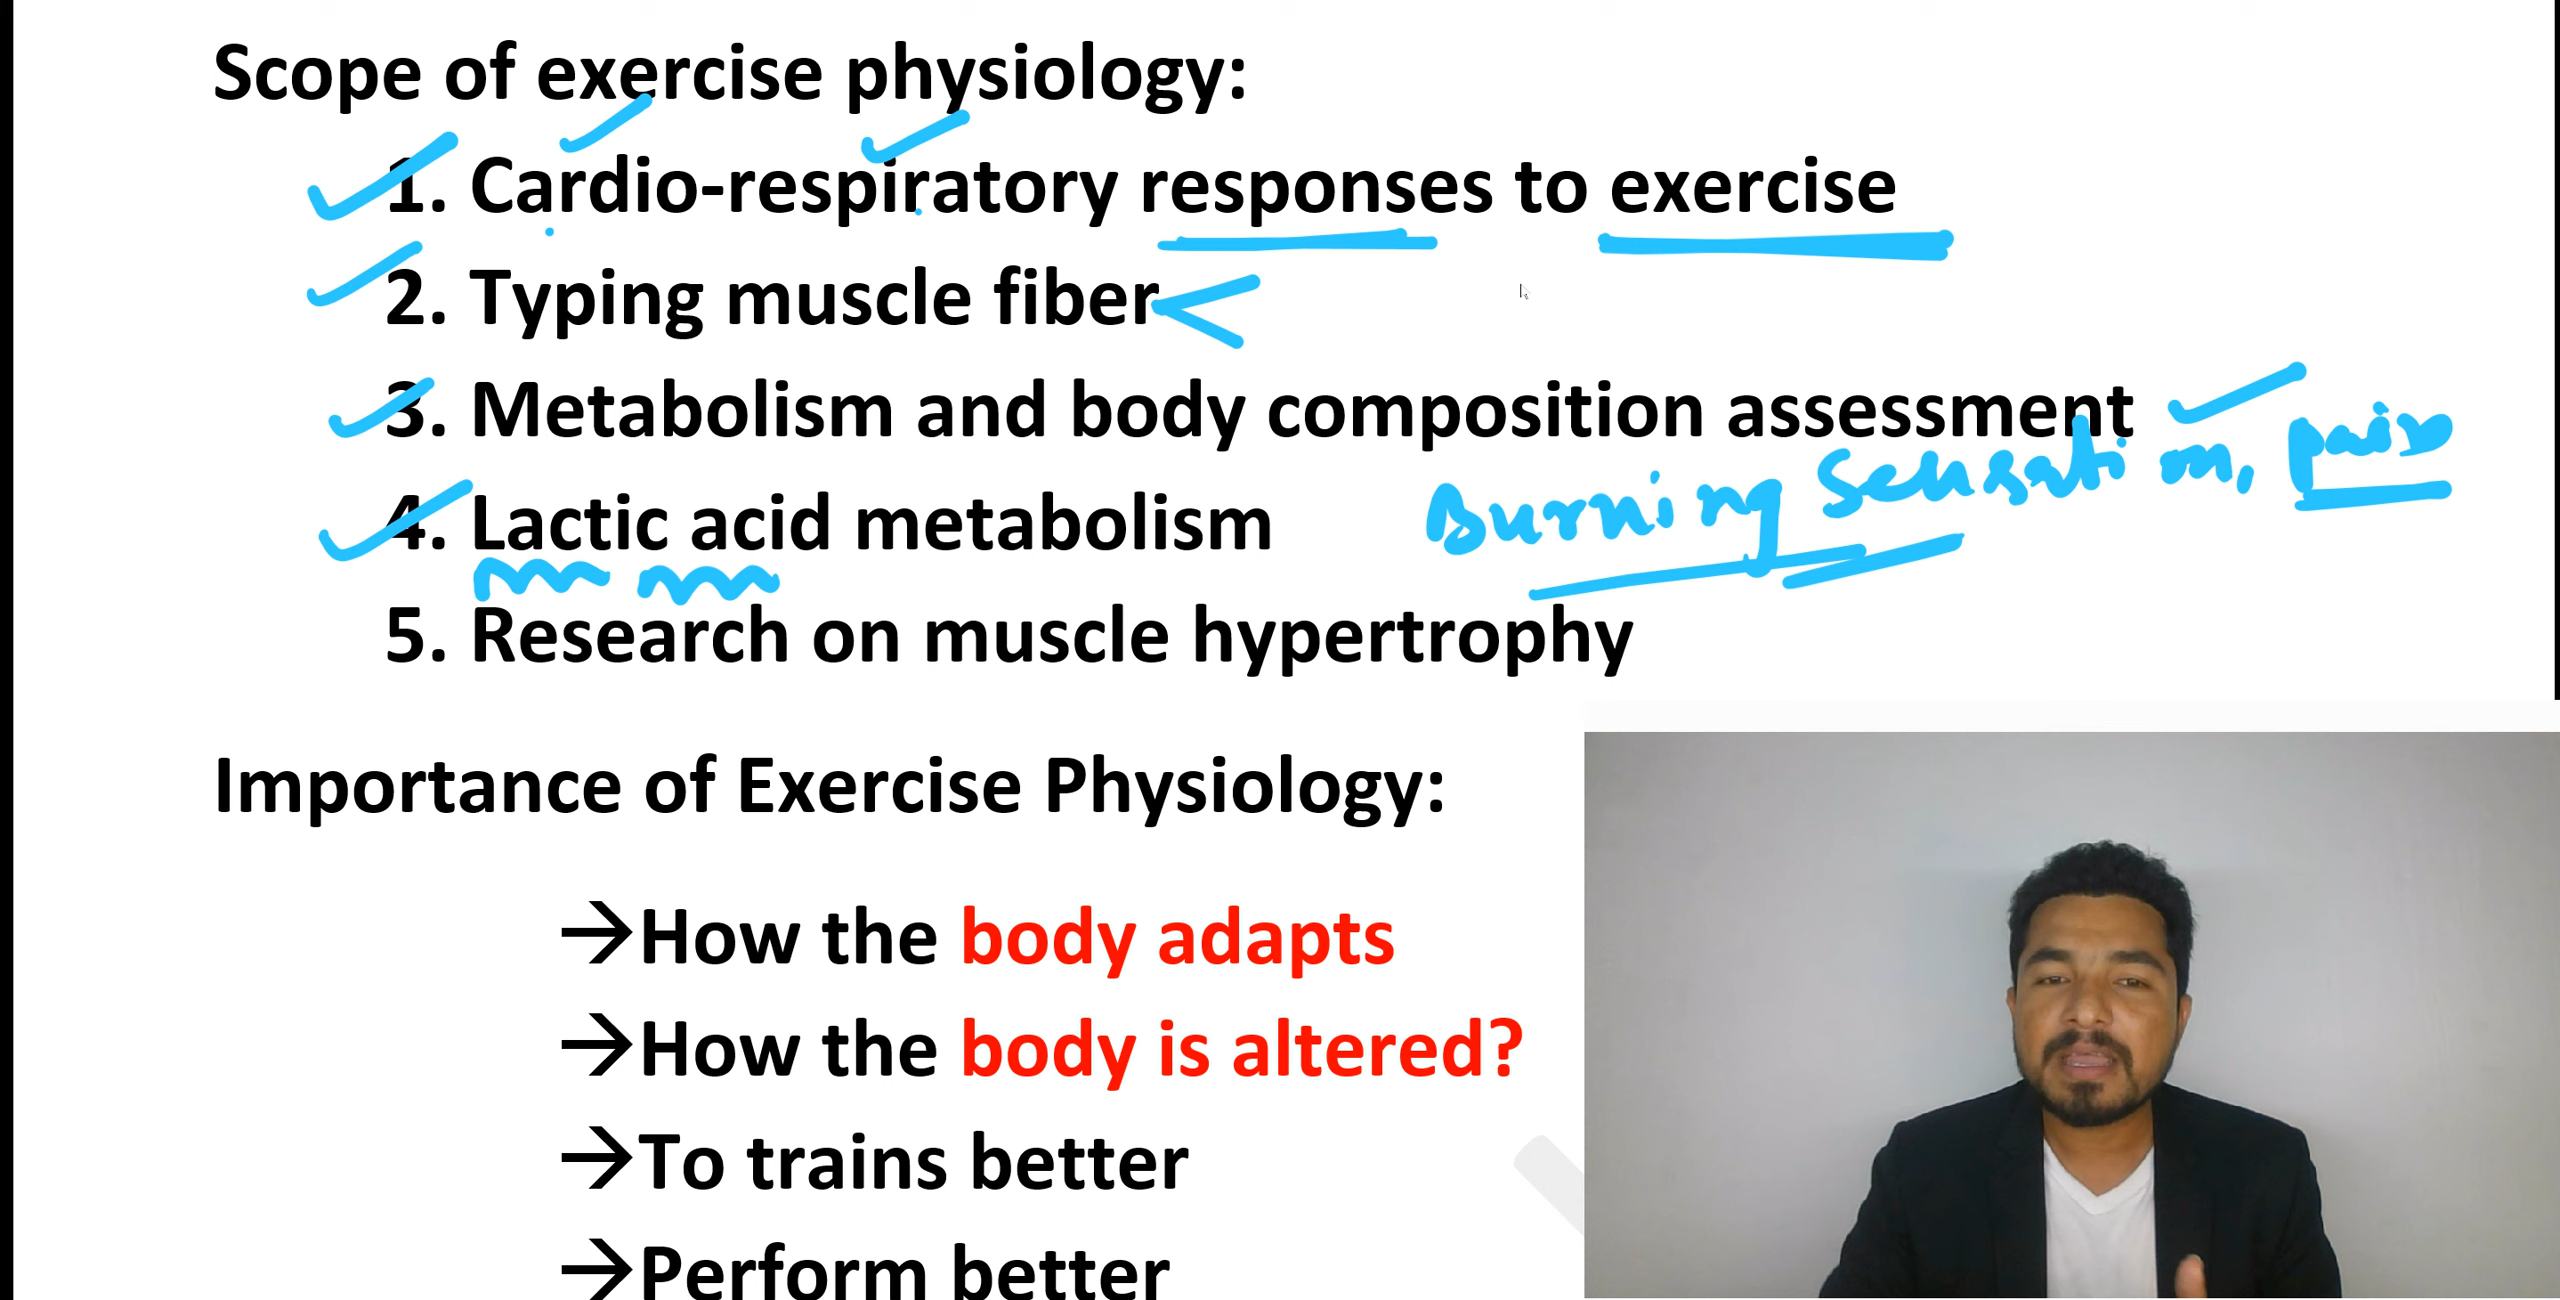 Scope of exercise physiology:
1. Cardio-respiratory responses to exercise
2. Typing muscle fiber
3. Metabolism and body composition assessment
Burning sensation, pain
4. Lactic acid metabolism
5. Research on muscle hypertrophy
Importance of Exercise Physiology:
→How the body adapts
→How the body is altered?
→To trains better
→Perform better